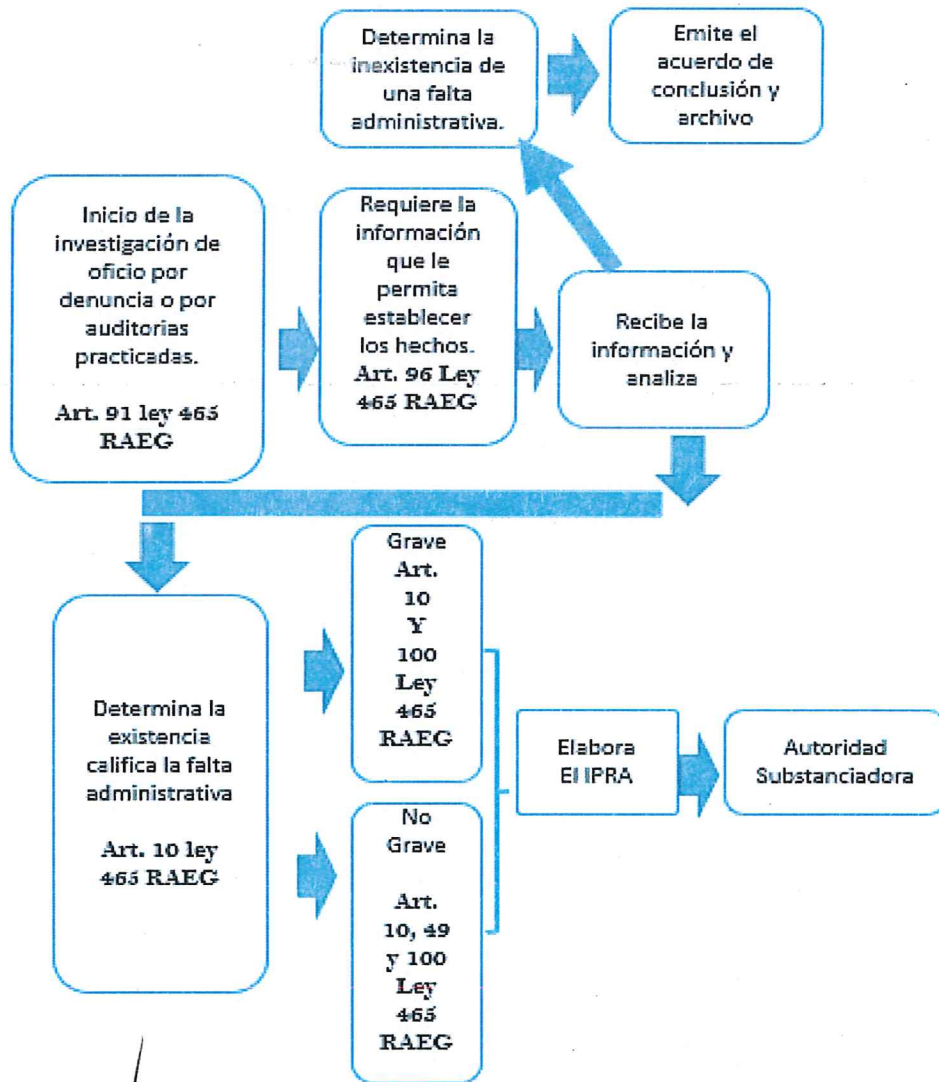 Determina la
inexistencia de
una falta
administrativa.
Emite el
acuerdo de
conclusión y
archivo
Inicio de la
investigación de
oficio por
denuncia o por
auditorias
practicadas.
Art. 91 ley 465
RAEG
Requiere la
información
que le
permita
establecer
los hechos.
Art. 96 Ley
465 RAEG
Recibe la
información y
analiza
Determina la
existencia
califica la falta
administrativa
Art. 10 ley
465 RAEG
Grave
Art.
10
Y
100
Ley
465
RAEG
No
Grave
Art.
10, 49
y 100
Ley
465
RAEG
Elabora
El IPRA
Autoridad
Substanciadora